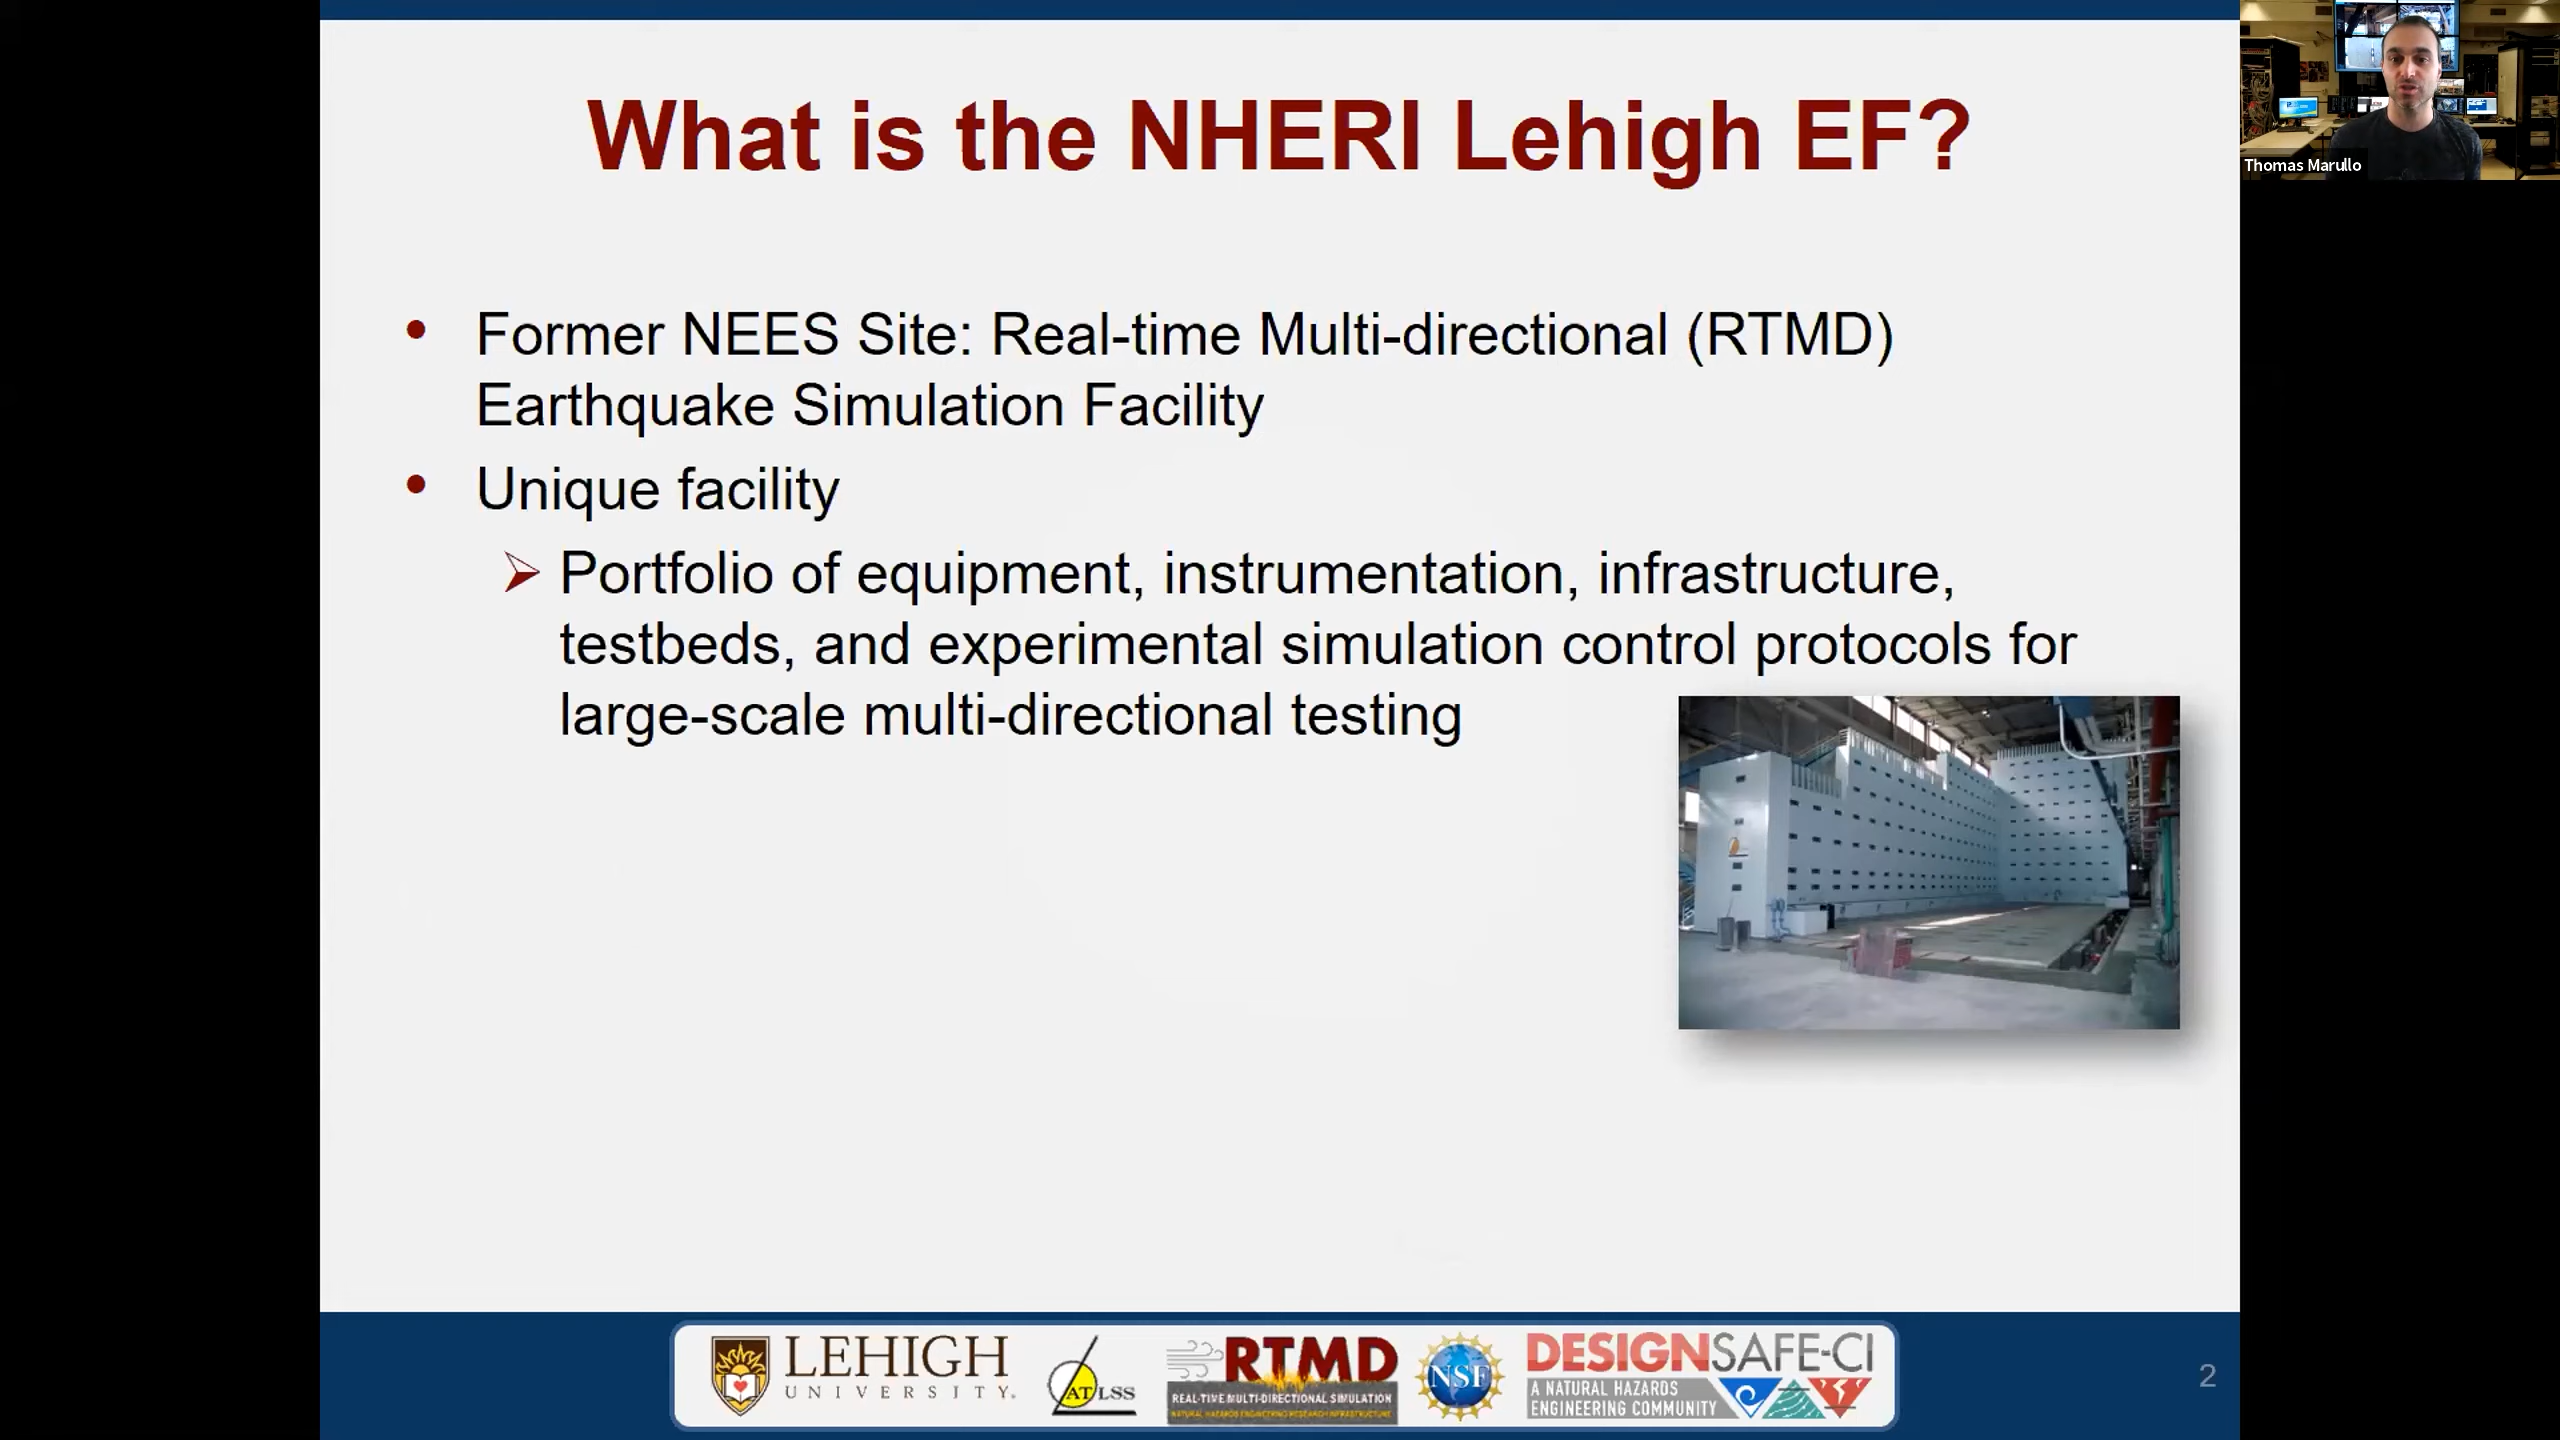 What is the NHERI Lehigh EF?
Thomas Marullo
• Former NEES Site: Real-time Multi-directional (RTMD)
Earthquake Simulation Facility
• Unique facility
➢ Portfolio of equipment, instrumentation, infrastructure,
testbeds, and experimental simulation control protocols for
large-scale multi-directional testing
LEHIGH
UNIVERSITY
ATLSS
RTMD
REAL-TIME MULTI-DIRECTIONAL SIMULATION
NATURAL HAZARDS ENGINEERING RESEARCH INFRASTRUCTURE
NSF
DESIGNSAFE-CI
A NATURAL HAZARDS
ENGINEERING COMMUNITY
2